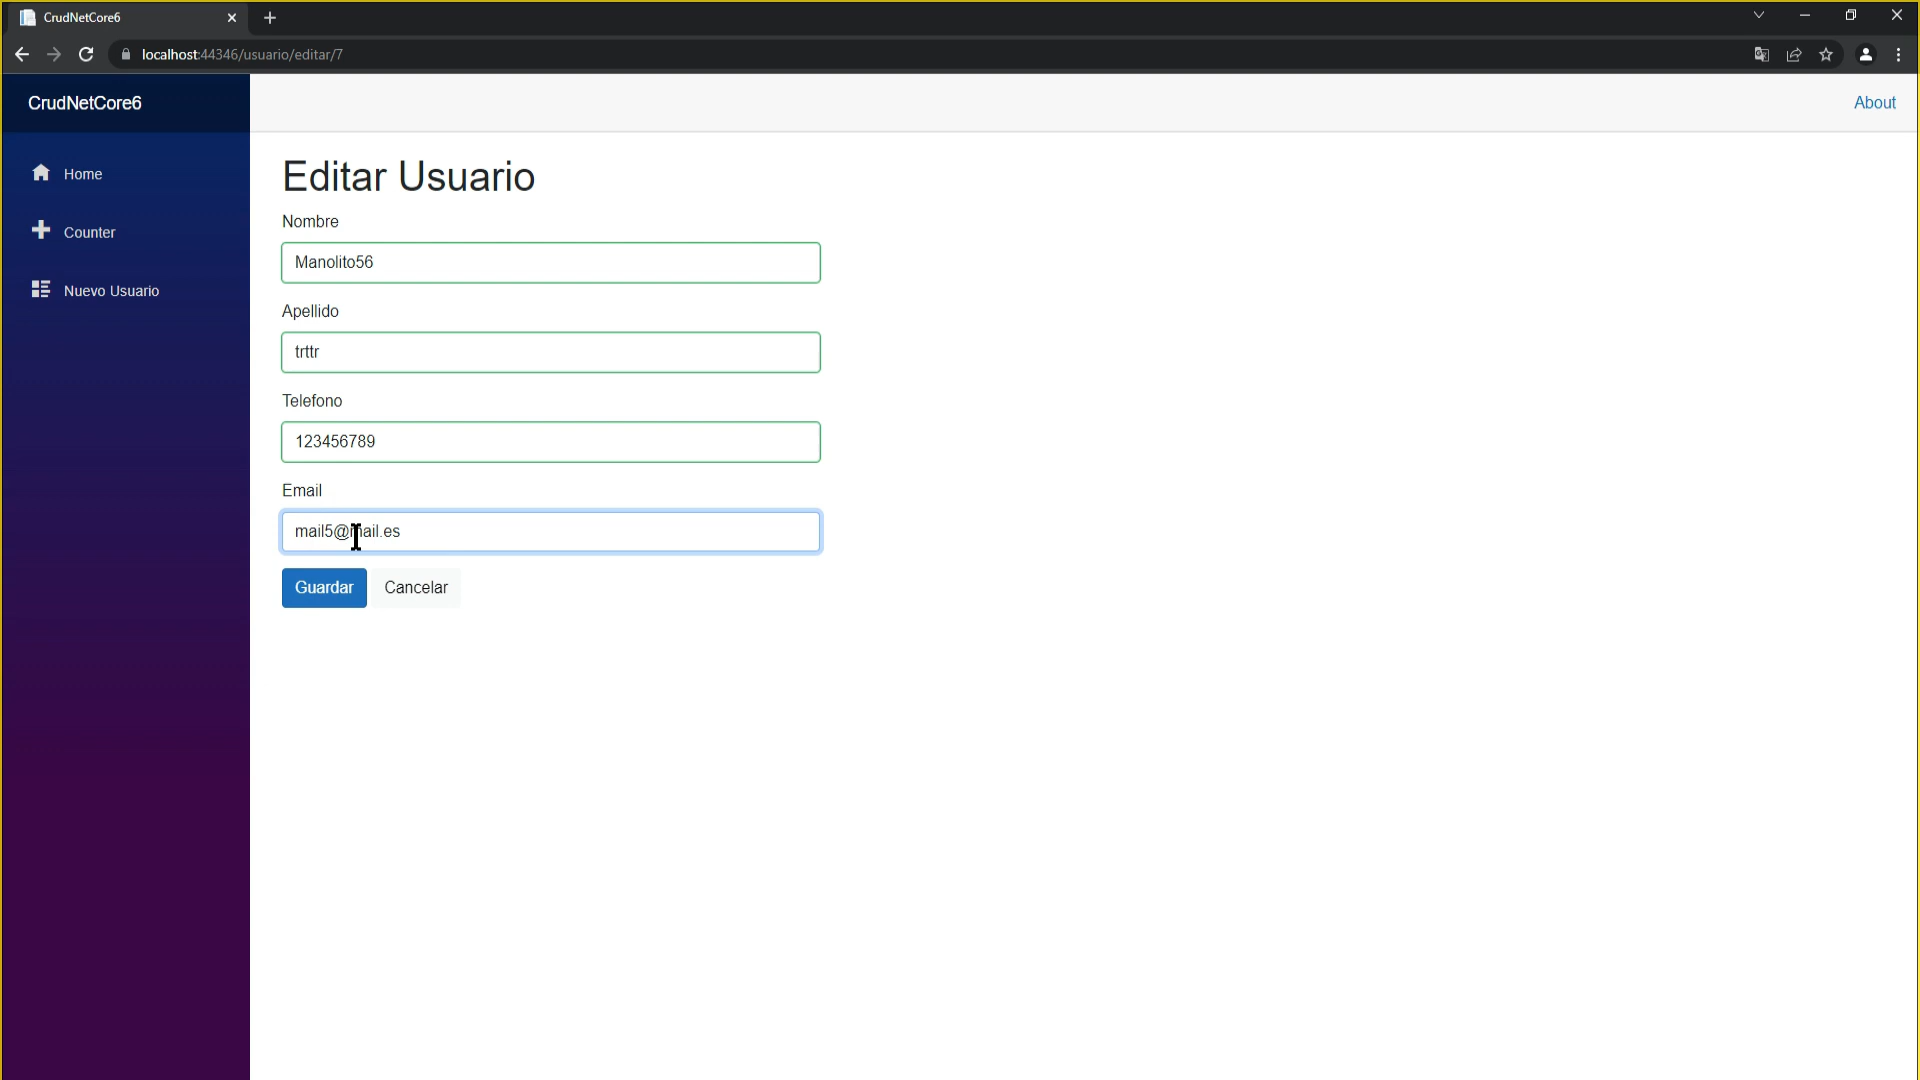 CrudNetCore6
localhost:44346/usuario/editar/7
CrudNetCore6
About
Home
Counter
Nuevo Usuario
Editar Usuario
Nombre
Manolito56
Apellido
trttr
Telefono
123456789
Email
mail5@mail.es
Guardar Cancelar